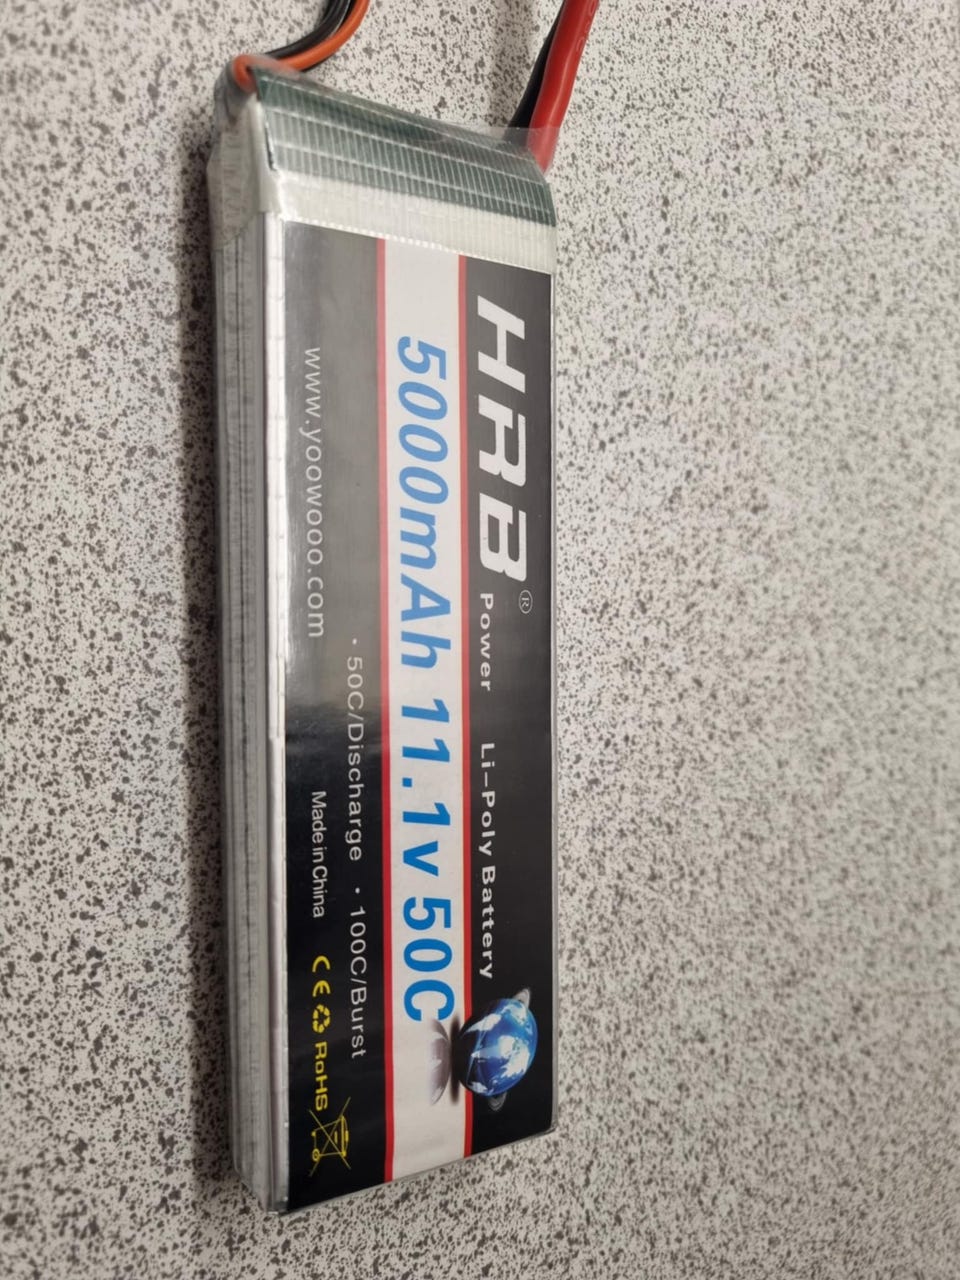 HRB® Power Li-Poly Battery
5000mAh 11.1v 50C
• 50C/Discharge • 100C/Burst
www.yoowooo.com Made in China CE RoHS